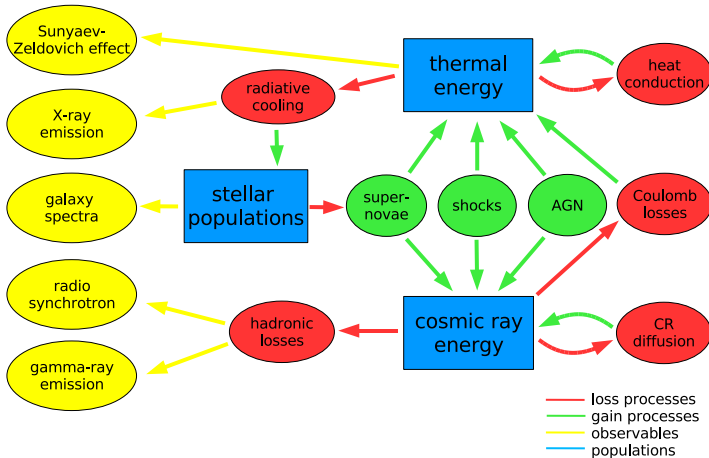 Sunyaev-
Zeldovich effect
thermal
energy
heat
conduction
radiative
cooling
X-ray
emission
galaxy
spectra
stellar
populations
super-
novae
shocks
AGN
Coulomb
losses
radio
synchrotron
hadronic
losses
cosmic ray
energy
CR
diffusion
gamma-ray
emission
loss processes
gain processes
observables
populations